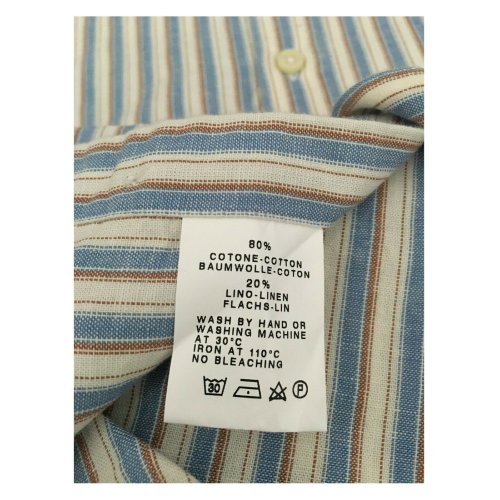 80%
COTONE-COTTON
BAUMWOLLE-COTON
20%
LINO-LINEN
FLACHS-LIN
WASH BY HAND OR
WASHING MACHINE
AT 30°C
IRON AT 110°C
NO BLEACHING
30 P